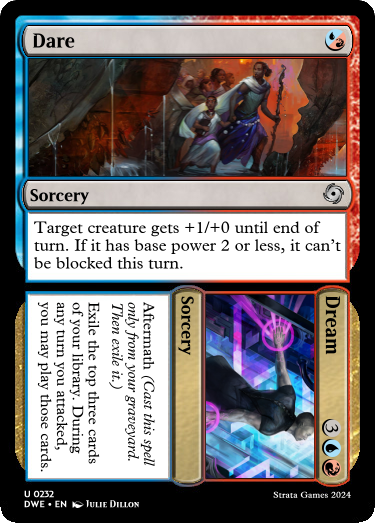 Dare
Sorcery
Target creature gets +1/+0 until end of
turn. If it has base power 2 or less, it can't
be blocked this turn.
Dream
3
Sorcery
Aftermath (Cast this spell
only from your graveyard.
Then exile it.)
Exile the top three cards
of your library. During
any turn you attacked,
you may play those cards.
U 0232
DWE • EN Julie Dillon
Strata Games 2024